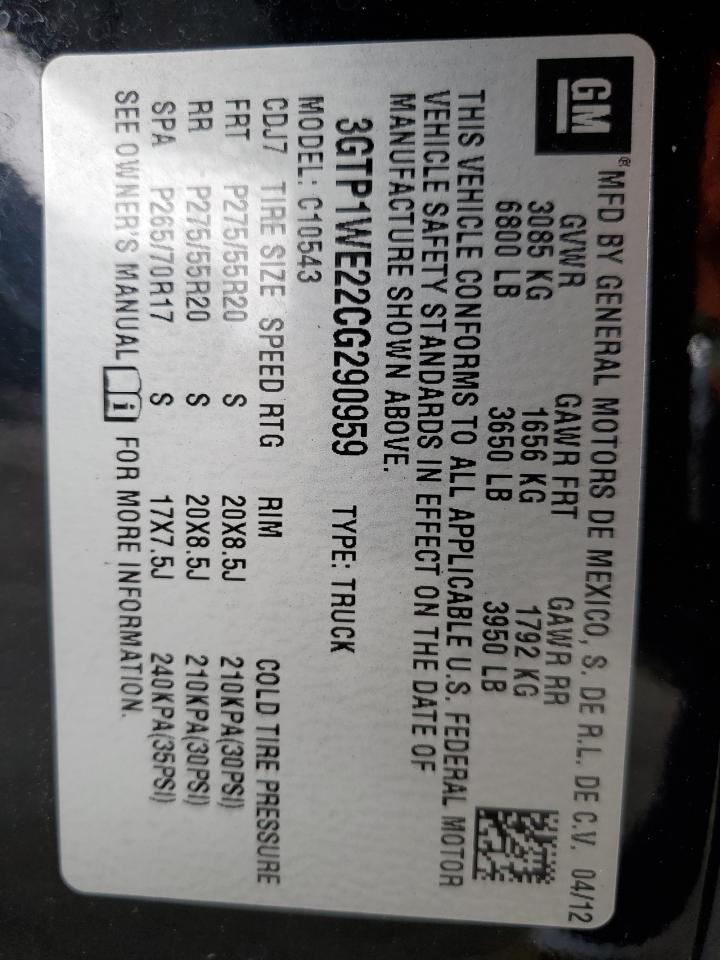 GM® MFD BY GENERAL MOTORS DE MEXICO, S. DE R.L. DE C.V. 04/12
GVWR GAWR FRT GAWR RR
3085 KG 1656 KG 1792 KG
6800 LB 3650 LB 3950 LB
THIS VEHICLE CONFORMS TO ALL APPLICABLE U.S. FEDERAL MOTOR
VEHICLE SAFETY STANDARDS IN EFFECT ON THE DATE OF
MANUFACTURE SHOWN ABOVE.
3GTP1WE22CG290959 TYPE: TRUCK
MODEL: C10543
CDJ7 TIRE SIZE SPEED RTG RIM COLD TIRE PRESSURE
FRT P275/55R20 S 20X8.5J 210KPA(30PSI)
RR P275/55R20 S 20X8.5J 210KPA(30PSI)
SPA P265/70R17 S 17X7.5J 240KPA(35PSI)
SEE OWNER'S MANUAL i FOR MORE INFORMATION.